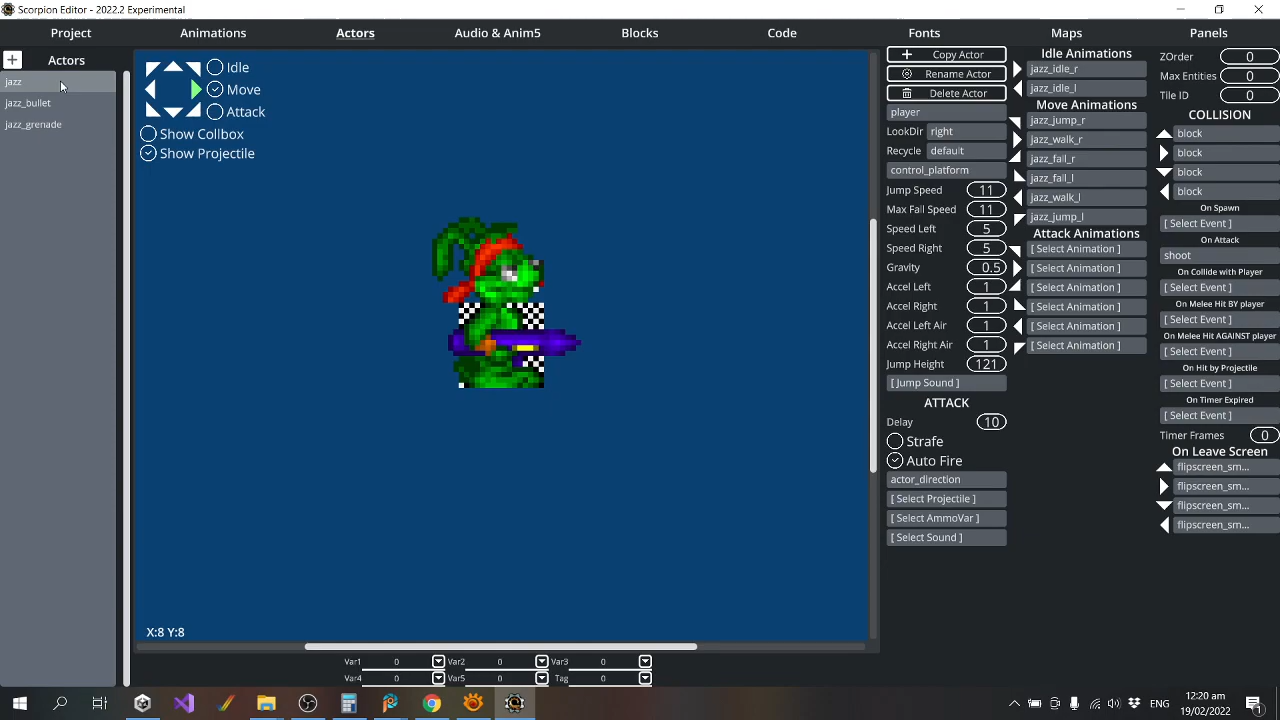 Scorpion Editor - 2022.2 Experimental
Project
Animations
Actors
Audio & Anim5
Blocks
Code
Fonts
Maps
Panels
+
Actors
jazz
jazz_bullet
jazz_grenade
Idle
Move
Attack
Show Collbox
Show Projectile
X:8 Y:8
Copy Actor
Rename Actor
Delete Actor
player
LookDir right
Recycle default
control_platform
Jump Speed 11
Max Fall Speed 11
Speed Left 5
Speed Right 5
Gravity 0.5
Accel Left 1
Accel Right 1
Accel Left Air 1
Accel Right Air 1
Jump Height 121
[ Jump Sound ]
ATTACK
Delay 10
Strafe
Auto Fire
actor_direction
[ Select Projectile ]
[ Select AmmoVar ]
[ Select Sound ]
Idle Animations
jazz_idle_r
jazz_idle_l
Move Animations
jazz_jump_r
jazz_walk_r
jazz_fall_r
jazz_fall_l
jazz_walk_l
jazz_jump_l
Attack Animations
[ Select Animation ]
[ Select Animation ]
[ Select Animation ]
[ Select Animation ]
[ Select Animation ]
[ Select Animation ]
ZOrder 0
Max Entities 0
Tile ID 0
COLLISION
block
block
block
block
On Spawn
[ Select Event ]
On Attack
shoot
On Collide with Player
[ Select Event ]
On Melee Hit BY player
[ Select Event ]
On Melee Hit AGAINST player
[ Select Event ]
On Hit by Projectile
[ Select Event ]
On Timer Expired
[ Select Event ]
Timer Frames 0
On Leave Screen
flipscreen_sm...
flipscreen_sm...
flipscreen_sm...
flipscreen_sm...
Var1 0 Var2 0 Var3 0
Var4 0 Var5 0 Tag 0
ENG
12:20 am
19/02/2022
1